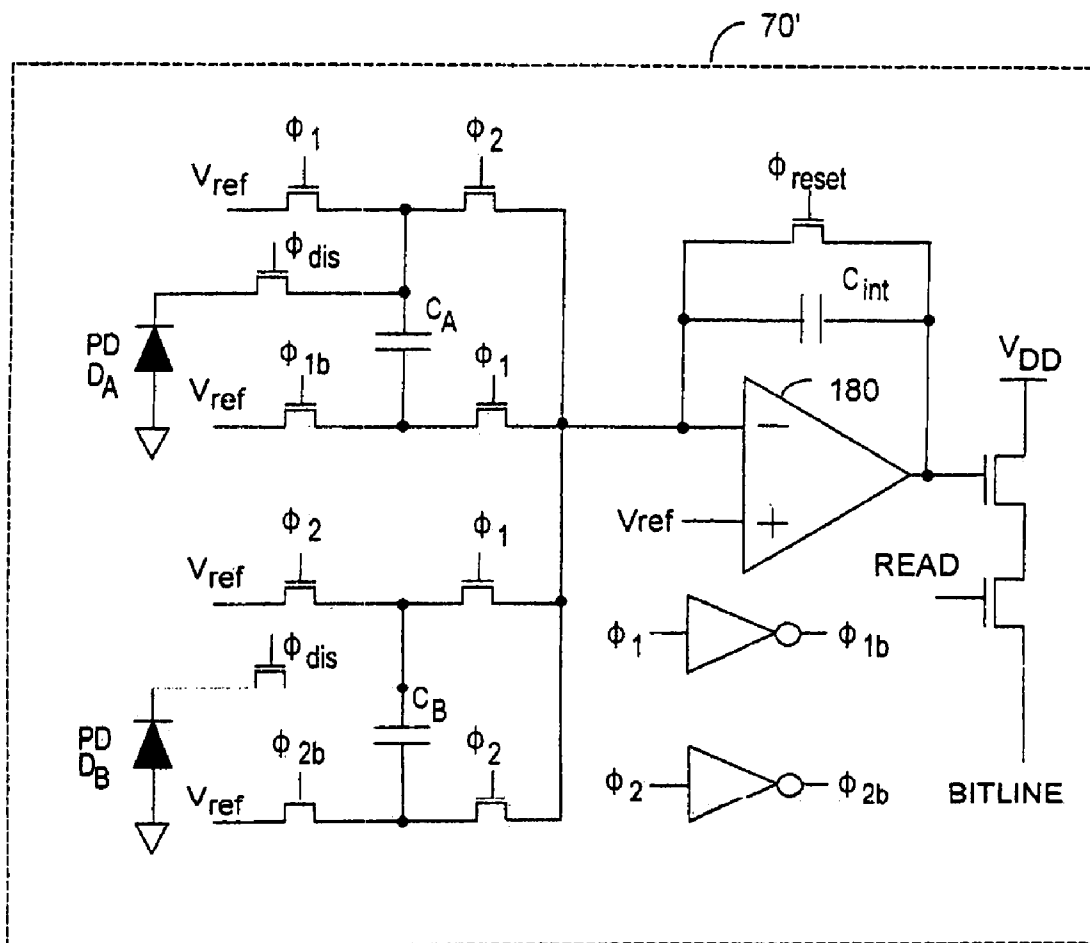 70'
ϕ1
ϕ2
Vref
ϕreset
ϕdis
Cint
CA
PD
DA
ϕ1b
ϕ1
Vref
VDD
180
−
+
Vref
ϕ2
ϕ1
Vref
READ
ϕdis
ϕ1
ϕ1b
CB
PD
DB
ϕ2b
ϕ2
Vref
ϕ2
ϕ2b
BITLINE